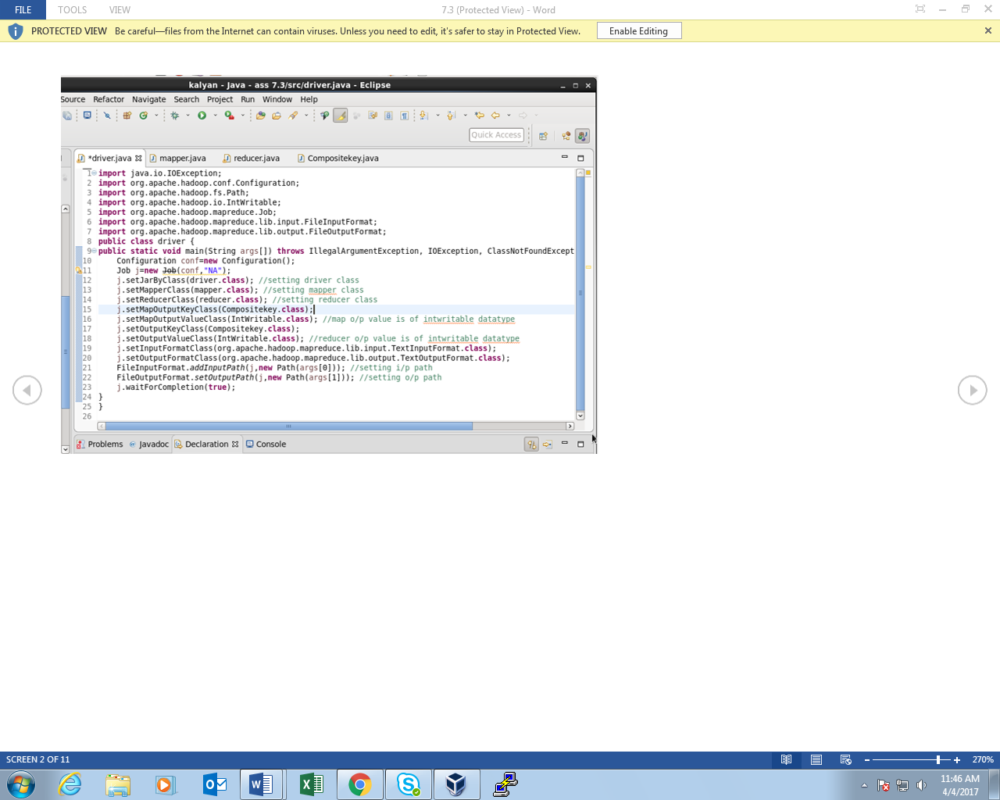 FILE TOOLS VIEW 7.3 (Protected View) - Word
PROTECTED VIEW Be careful—files from the Internet can contain viruses. Unless you need to edit, it's safer to stay in Protected View. Enable Editing
kalyan - Java - ass 7.3/src/driver.java - Eclipse
Source Refactor Navigate Search Project Run Window Help
Quick Access
*driver.java mapper.java reducer.java Compositekey.java
1 import java.io.IOException;
2 import org.apache.hadoop.conf.Configuration;
3 import org.apache.hadoop.fs.Path;
4 import org.apache.hadoop.io.IntWritable;
5 import org.apache.hadoop.mapreduce.Job;
6 import org.apache.hadoop.mapreduce.lib.input.FileInputFormat;
7 import org.apache.hadoop.mapreduce.lib.output.FileOutputFormat;
8 public class driver {
9 public static void main(String args[]) throws IllegalArgumentException, IOException, ClassNotFoundExcept
10 Configuration conf=new Configuration();
11 Job j=new Job(conf,"NA");
12 j.setJarByClass(driver.class); //setting driver class
13 j.setMapperClass(mapper.class); //setting mapper class
14 j.setReducerClass(reducer.class); //setting reducer class
15 j.setMapOutputKeyClass(Compositekey.class);
16 j.setMapOutputValueClass(IntWritable.class); //map o/p value is of intwritable datatype
17 j.setOutputKeyClass(Compositekey.class);
18 j.setOutputValueClass(IntWritable.class); //reducer o/p value is of intwritable datatype
19 j.setInputFormatClass(org.apache.hadoop.mapreduce.lib.input.TextInputFormat.class);
20 j.setOutputFormatClass(org.apache.hadoop.mapreduce.lib.output.TextOutputFormat.class);
21 FileInputFormat.addInputPath(j,new Path(args[0])); //setting i/p path
22 FileOutputFormat.setOutputPath(j,new Path(args[1])); //setting o/p path
23 j.waitForCompletion(true);
24 }
25 }
26
Problems Javadoc Declaration Console
SCREEN 2 OF 11 270%
11:46 AM
4/4/2017